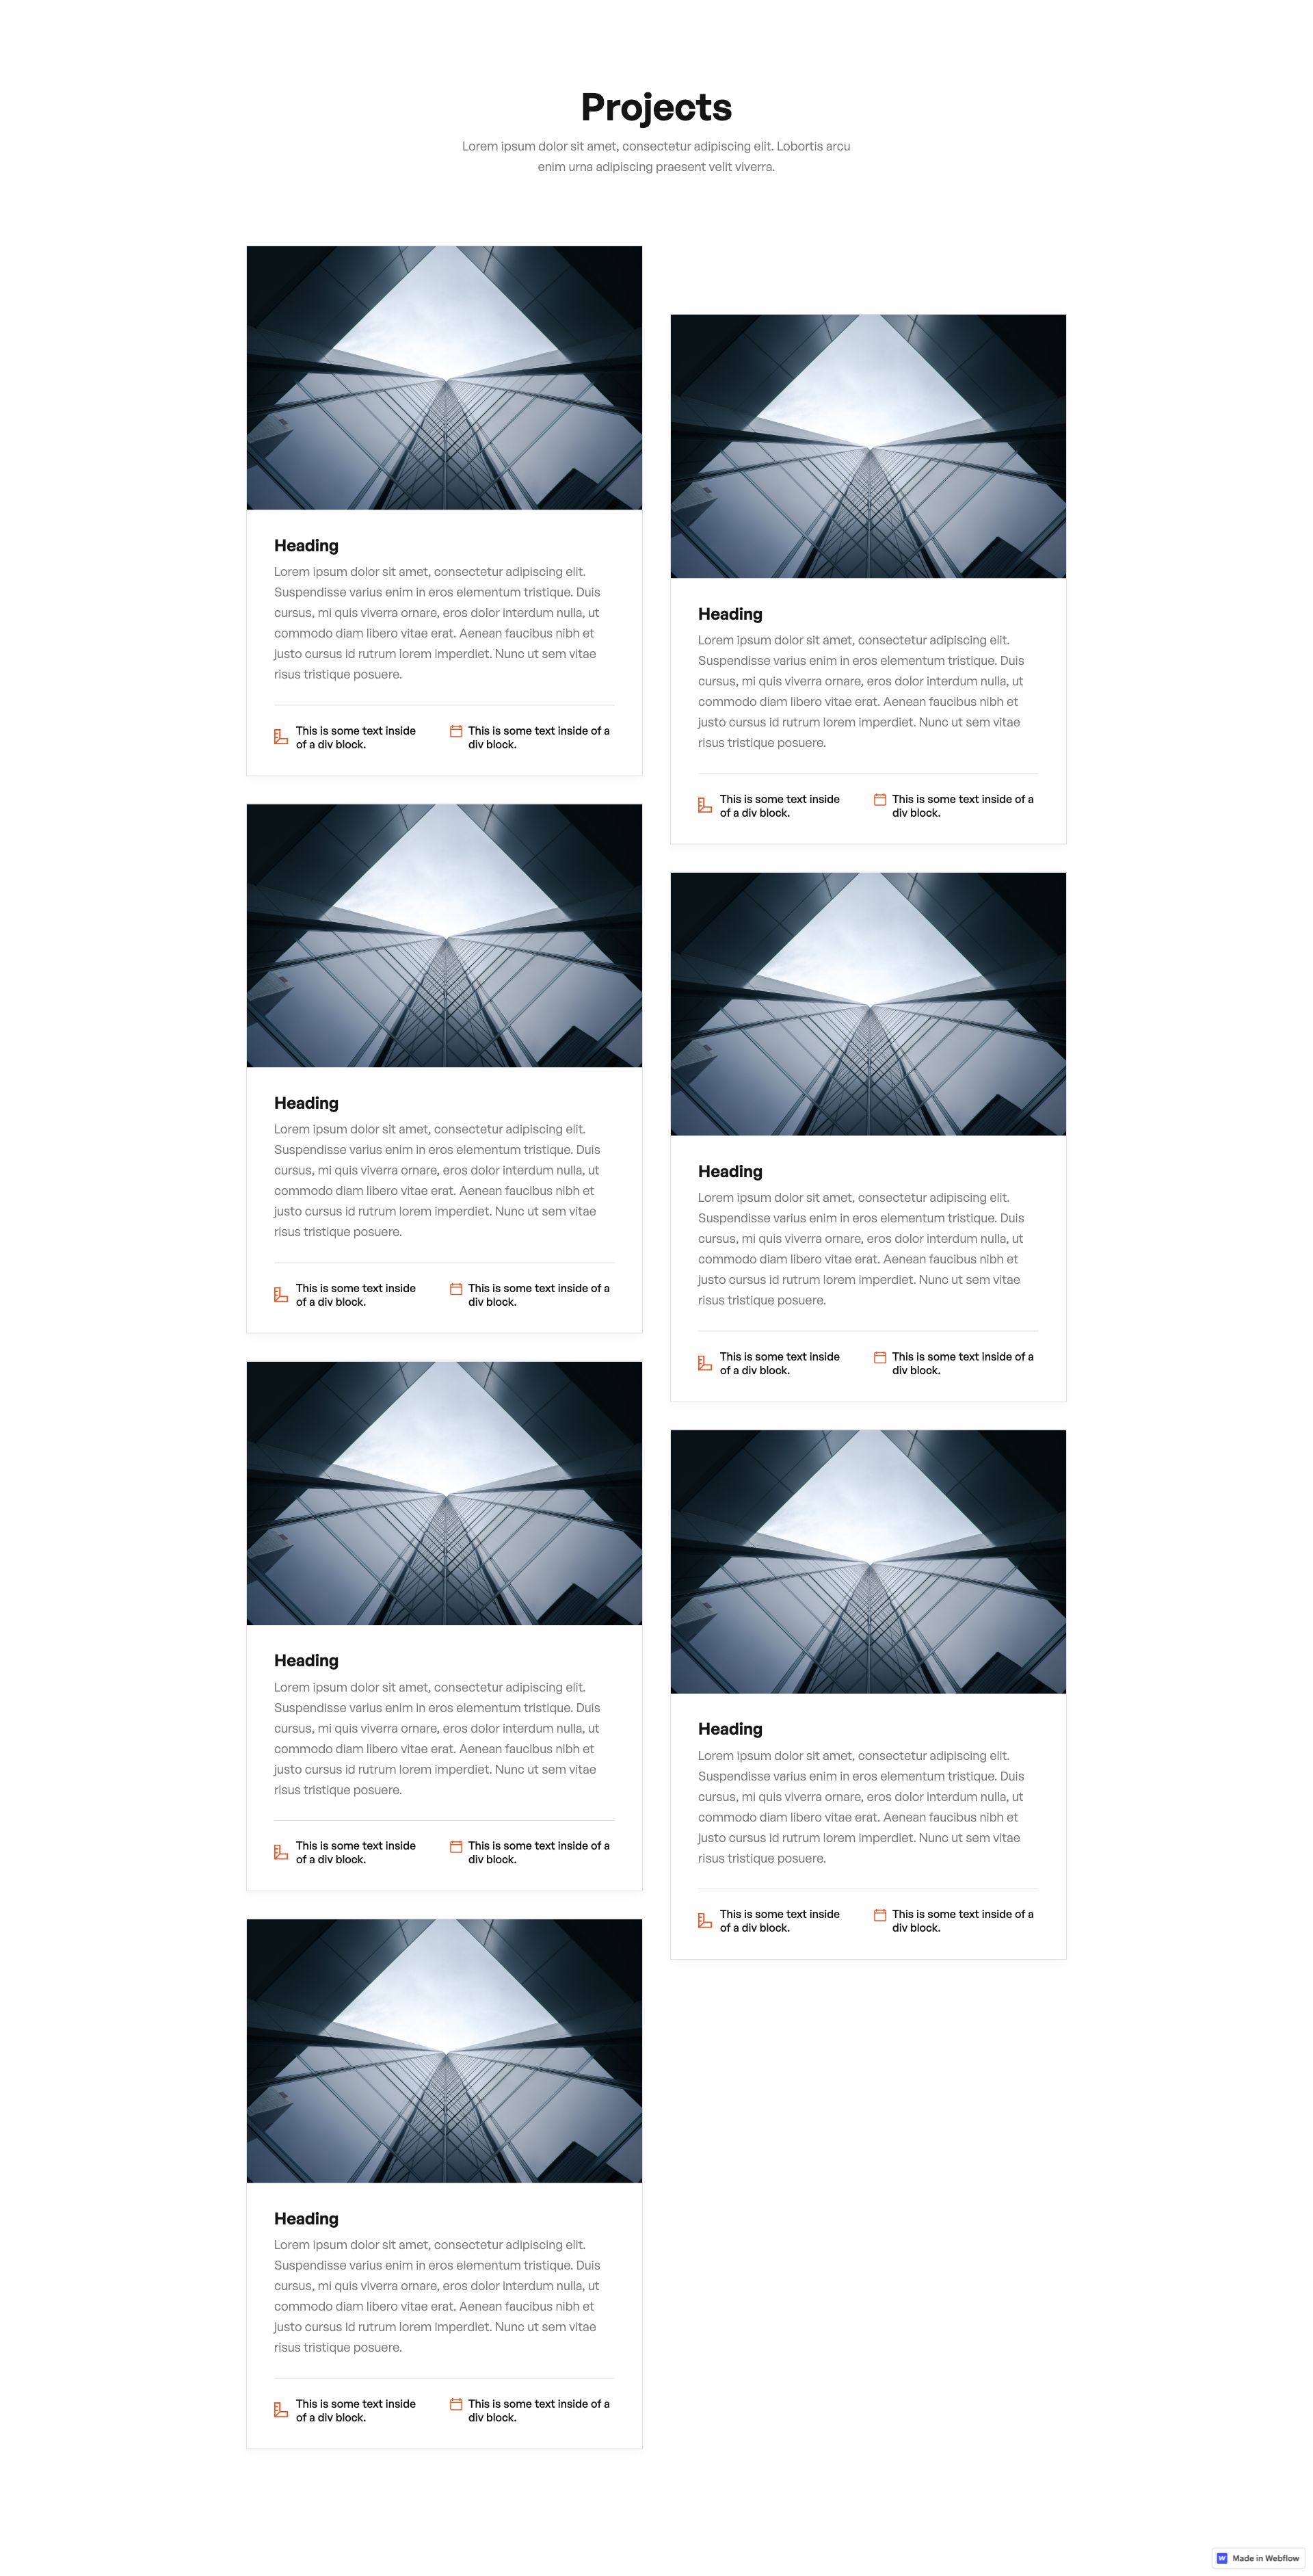 Projects
Lorem ipsum dolor sit amet, consectetur adipiscing elit. Lobortis arcu
enim urna adipiscing praesent velit viverra.
Heading
Lorem ipsum dolor sit amet, consectetur adipiscing elit.
Suspendisse varius enim in eros elementum tristique. Duis
cursus, mi quis viverra ornare, eros dolor interdum nulla, ut
commodo diam libero vitae erat. Aenean faucibus nibh et
justo cursus id rutrum lorem imperdiet. Nunc ut sem vitae
risus tristique posuere.
This is some text inside
of a div block.
This is some text inside of a
div block.
Heading
Lorem ipsum dolor sit amet, consectetur adipiscing elit.
Suspendisse varius enim in eros elementum tristique. Duis
cursus, mi quis viverra ornare, eros dolor interdum nulla, ut
commodo diam libero vitae erat. Aenean faucibus nibh et
justo cursus id rutrum lorem imperdiet. Nunc ut sem vitae
risus tristique posuere.
This is some text inside
of a div block.
This is some text inside of a
div block.
Heading
Lorem ipsum dolor sit amet, consectetur adipiscing elit.
Suspendisse varius enim in eros elementum tristique. Duis
cursus, mi quis viverra ornare, eros dolor interdum nulla, ut
commodo diam libero vitae erat. Aenean faucibus nibh et
justo cursus id rutrum lorem imperdiet. Nunc ut sem vitae
risus tristique posuere.
This is some text inside
of a div block.
This is some text inside of a
div block.
Heading
Lorem ipsum dolor sit amet, consectetur adipiscing elit.
Suspendisse varius enim in eros elementum tristique. Duis
cursus, mi quis viverra ornare, eros dolor interdum nulla, ut
commodo diam libero vitae erat. Aenean faucibus nibh et
justo cursus id rutrum lorem imperdiet. Nunc ut sem vitae
risus tristique posuere.
This is some text inside
of a div block.
This is some text inside of a
div block.
Heading
Lorem ipsum dolor sit amet, consectetur adipiscing elit.
Suspendisse varius enim in eros elementum tristique. Duis
cursus, mi quis viverra ornare, eros dolor interdum nulla, ut
commodo diam libero vitae erat. Aenean faucibus nibh et
justo cursus id rutrum lorem imperdiet. Nunc ut sem vitae
risus tristique posuere.
This is some text inside
of a div block.
This is some text inside of a
div block.
Heading
Lorem ipsum dolor sit amet, consectetur adipiscing elit.
Suspendisse varius enim in eros elementum tristique. Duis
cursus, mi quis viverra ornare, eros dolor interdum nulla, ut
commodo diam libero vitae erat. Aenean faucibus nibh et
justo cursus id rutrum lorem imperdiet. Nunc ut sem vitae
risus tristique posuere.
This is some text inside
of a div block.
This is some text inside of a
div block.
Heading
Lorem ipsum dolor sit amet, consectetur adipiscing elit.
Suspendisse varius enim in eros elementum tristique. Duis
cursus, mi quis viverra ornare, eros dolor interdum nulla, ut
commodo diam libero vitae erat. Aenean faucibus nibh et
justo cursus id rutrum lorem imperdiet. Nunc ut sem vitae
risus tristique posuere.
This is some text inside
of a div block.
This is some text inside of a
div block.
Made in Webflow